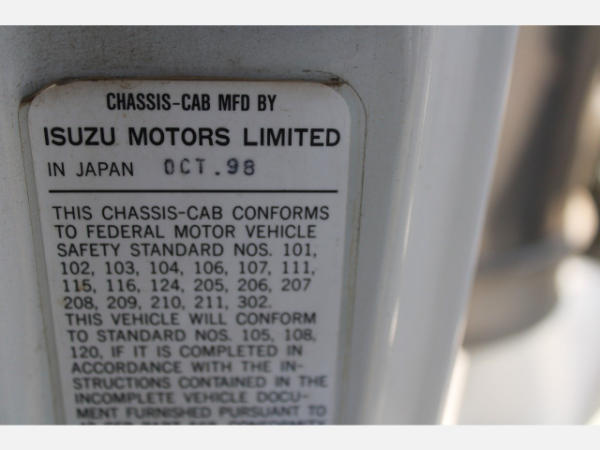 CHASSIS-CAB MFD BY
ISUZU MOTORS LIMITED
IN JAPAN OCT.98
THIS CHASSIS-CAB CONFORMS
TO FEDERAL MOTOR VEHICLE
SAFETY STANDARD NOS. 101,
102, 103, 104, 106, 107, 111,
115, 116, 124, 205, 206, 207
208, 209, 210, 211, 302.
THIS VEHICLE WILL CONFORM
TO STANDARD NOS. 105, 108,
120, IF IT IS COMPLETED IN
ACCORDANCE WITH THE IN-
STRUCTIONS CONTAINED IN THE
INCOMPLETE VEHICLE DOCU-
MENT FURNISHED PURSUANT TO